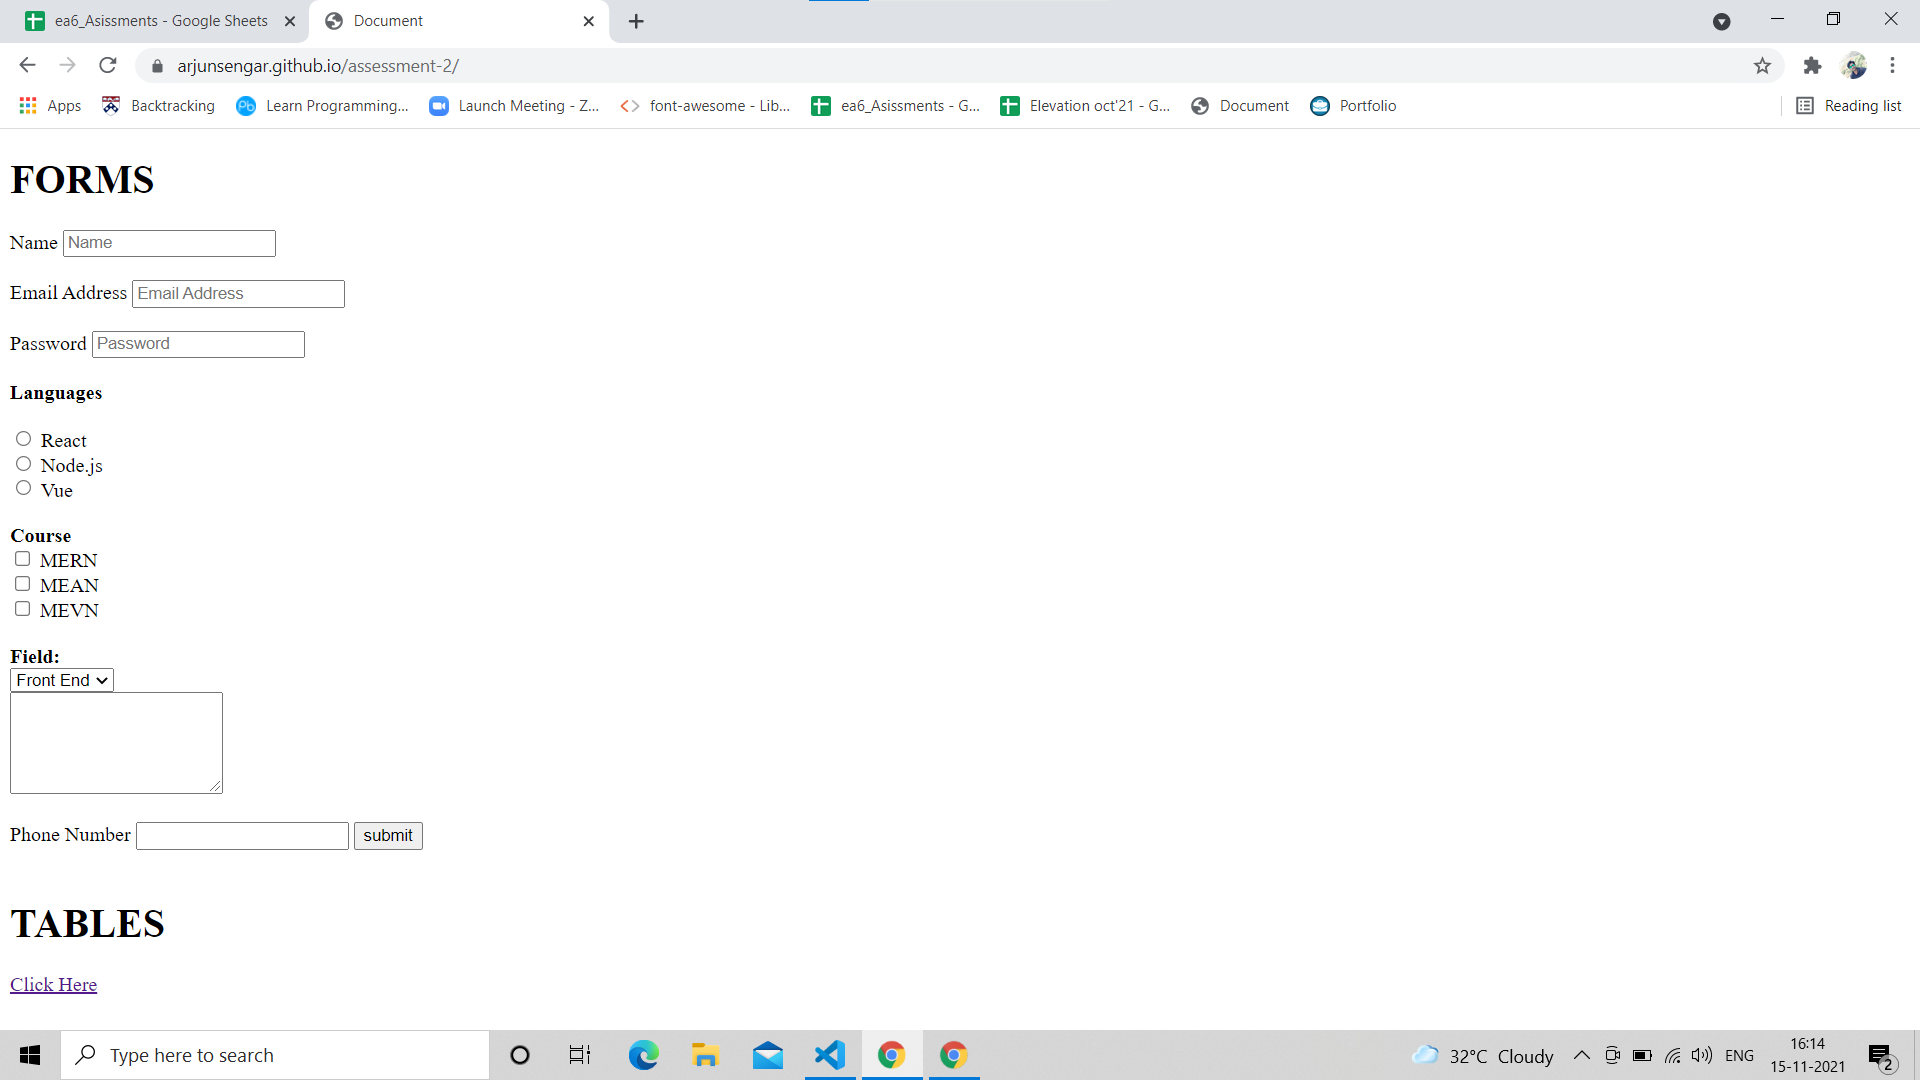 ea6_Asissments - Google Sheets
Document
arjunsengar.github.io/assessment-2/
Apps
Backtracking
Pb
Learn Programming...
Launch Meeting - Z...
font-awesome - Lib...
ea6_Asissments - G...
Elevation oct'21 - G...
Document
Portfolio
Reading list
FORMS
Name Name
Email Address Email Address
Password Password
Languages
React
Node.js
Vue
Course
MERN
MEAN
MEVN
Field:
Front End
Phone Number submit
TABLES
Click Here
Type here to search
32°C Cloudy
ENG
16:14
15-11-2021
2